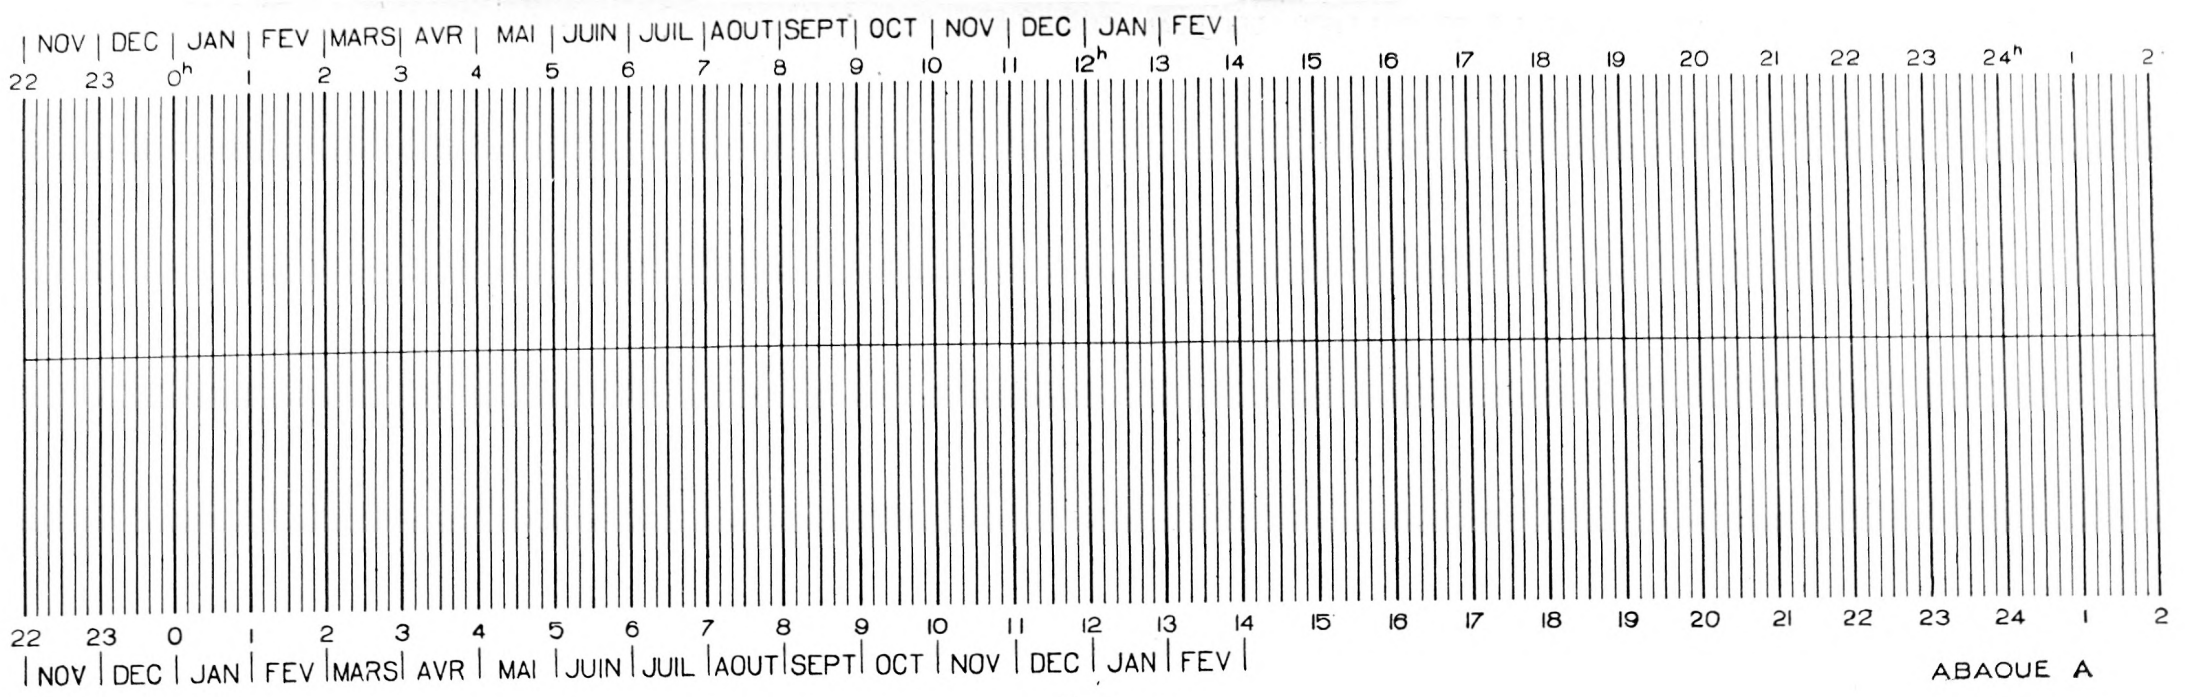 | NOV | DEC | JAN | FEV | MARS | AVR | MAI | JUIN | JUIL | AOUT | SEPT | OCT | NOV | DEC | JAN | FEV |
22 23 0h 1 2 3 4 5 6 7 8 9 10 11 12h 13 14 15 16 17 18 19 20 21 22 23 24h 1 2
22 23 0 1 2 3 4 5 6 7 8 9 10 11 12 13 14 15 16 17 18 19 20 21 22 23 24 1 2
| NOV | DEC | JAN | FEV | MARS | AVR | MAI | JUIN | JUIL | AOUT | SEPT | OCT | NOV | DEC | JAN | FEV |
ABAQUE A